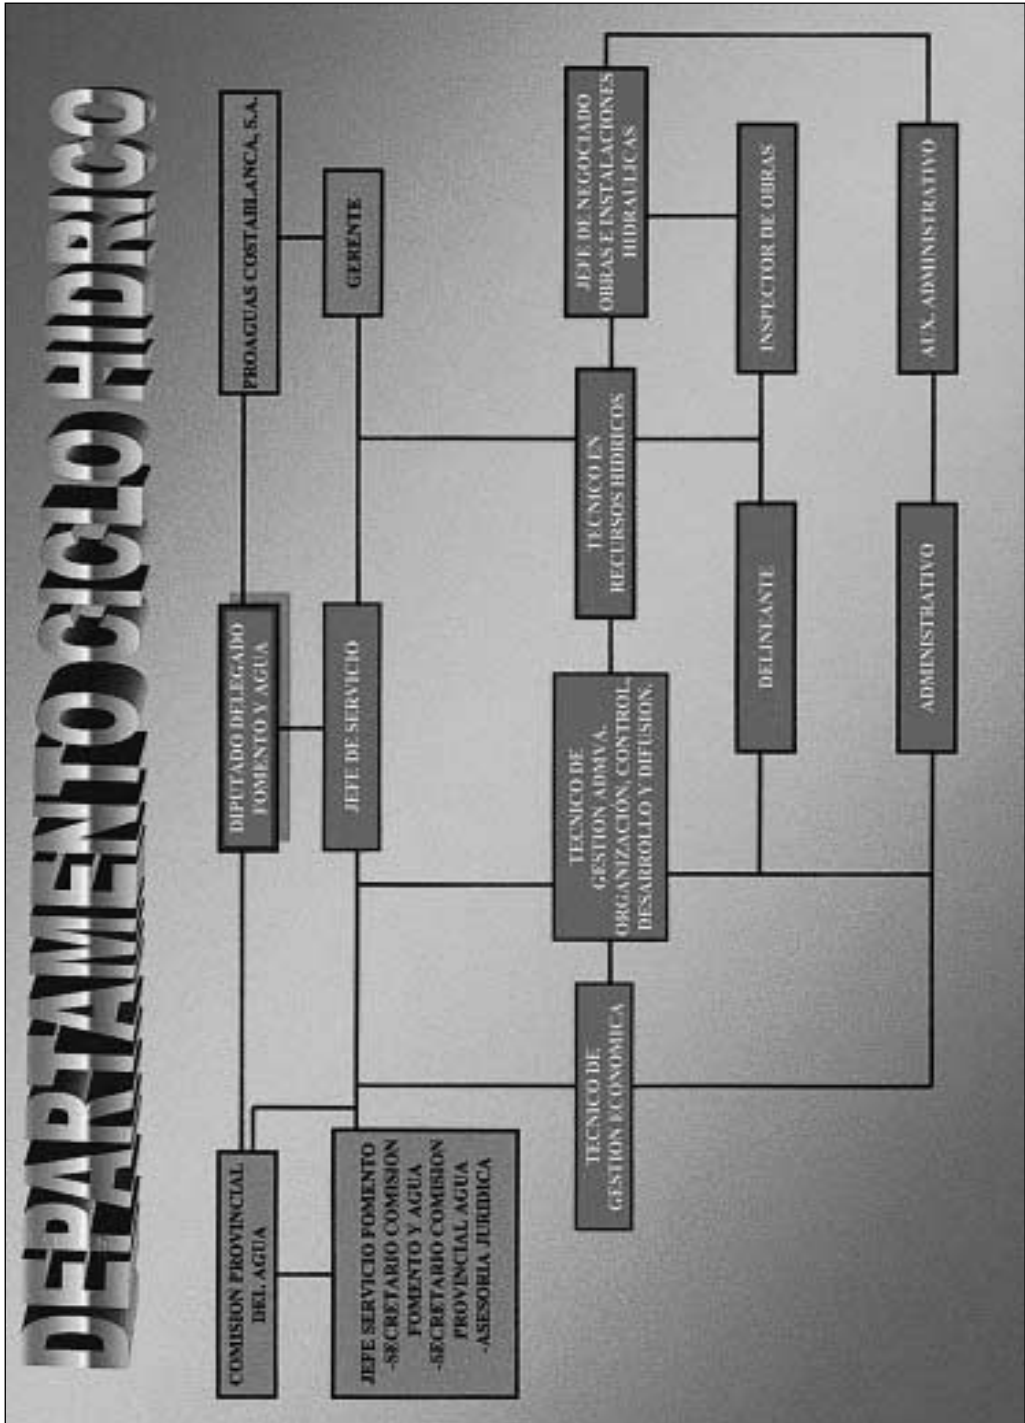 DEPARTAMENTO CICLO HIDRICO
COMISION PROVINCIAL
DEL AGUA
DIPUTADO DELEGADO
FOMENTO Y AGUA
PROAGUAS COSTABLANCA, S.A.
JEFE SERVICIO FOMENTO
-SECRETARIO COMISION
FOMENTO Y AGUA
-SECRETARIO COMISION
PROVINCIAL AGUA
-ASESORIA JURIDICA
JEFE DE SERVICIO
GERENTE
TECNICO DE
GESTION ECONOMICA
TECNICO DE
GESTION ADMVA.
ORGANIZACION, CONTROL,
DESARROLLO Y DIFUSION.
TECNICO EN
RECURSOS HIDRICOS
JEFE DE NEGOCIADO
OBRAS E INSTALACIONES
HIDRAULICAS
DELINEANTE
INSPECTOR DE OBRAS
ADMINISTRATIVO
AUX. ADMINISTRATIVO